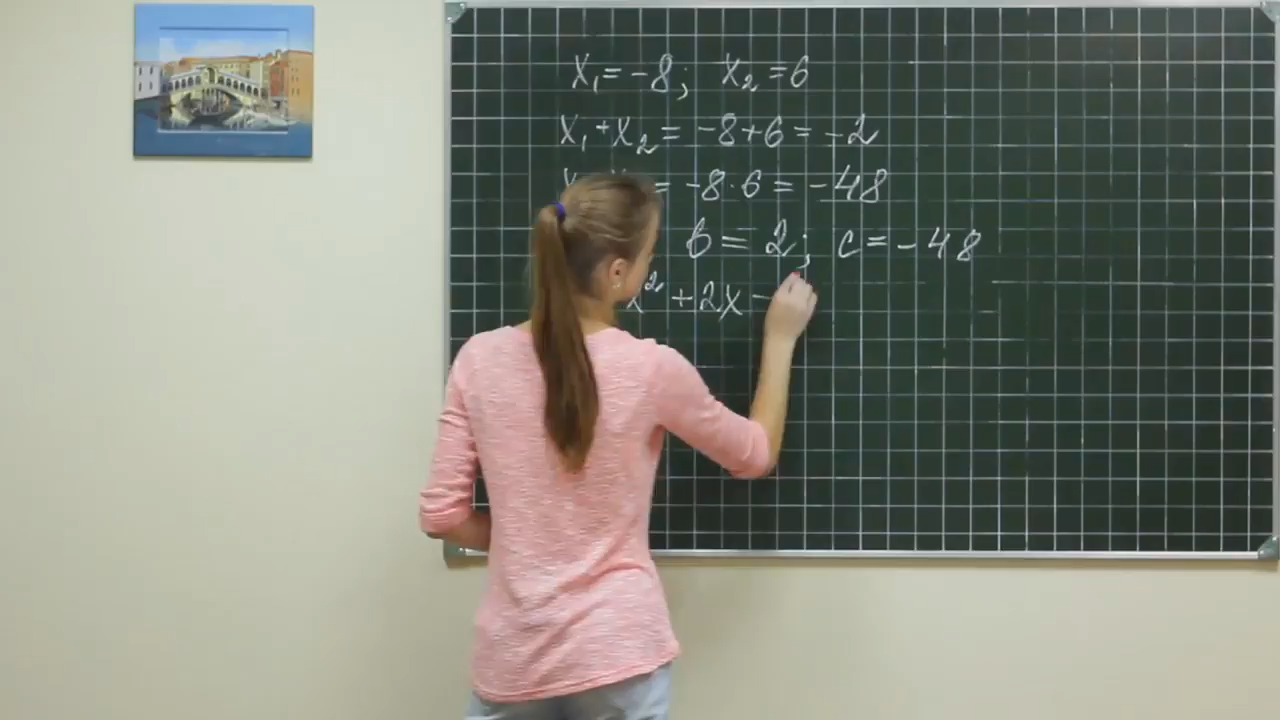 x₁ = -8; x₂ = 6
x₁ + x₂ = -8 + 6 = -2
= -8 · 6 = -48
b = 2; c = -48
x² + 2x -